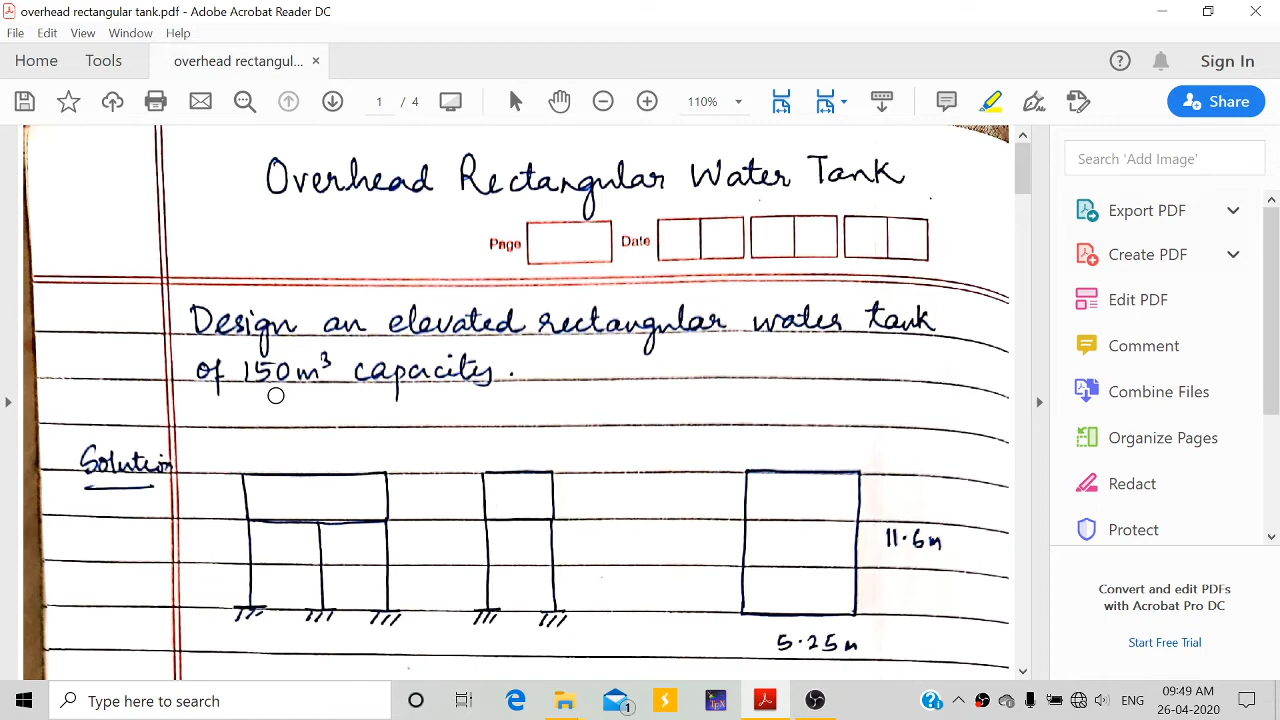 overhead rectangular tank.pdf - Adobe Acrobat Reader DC
File Edit View Window Help
Home Tools overhead rectangul... × Sign In
1 / 4 110% Share
Overhead Rectangular Water Tank
Page Date
Design an elevated rectangular water tank
of 150m³ capacity.
Solution
11.6m
5.25m
Search 'Add Image'
Export PDF
Create PDF
Edit PDF
Comment
Combine Files
Organize Pages
Redact
Protect
Convert and edit PDFs
with Acrobat Pro DC
Start Free Trial
Type here to search
1
ENG
09:49 AM
26-04-2020